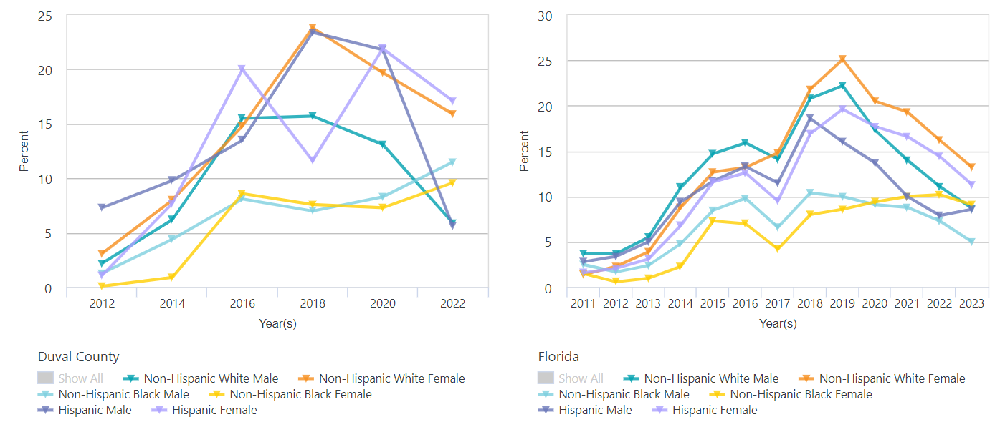 25
20
15
10
5
0
Percent
2012 2014 2016 2018 2020 2022
Year(s)
Duval County
Show All Non-Hispanic White Male Non-Hispanic White Female
Non-Hispanic Black Male Non-Hispanic Black Female
Hispanic Male Hispanic Female
30
25
20
15
10
5
0
Percent
2011 2012 2013 2014 2015 2016 2017 2018 2019 2020 2021 2022 2023
Year(s)
Florida
Show All Non-Hispanic White Male Non-Hispanic White Female
Non-Hispanic Black Male Non-Hispanic Black Female
Hispanic Male Hispanic Female